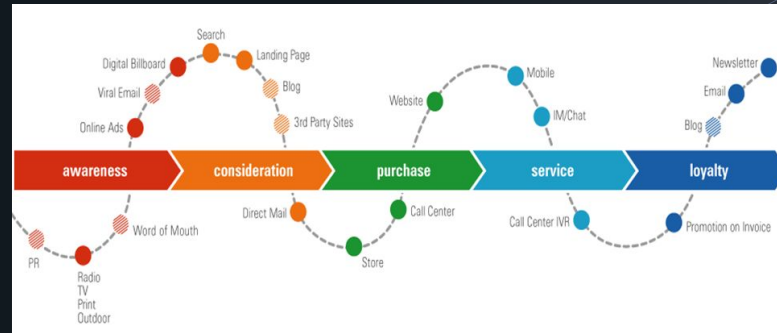 Search
Digital Billboard
Landing Page
Viral Email
Blog
Online Ads
3rd Party Sites
Website
Mobile
IM/Chat
Newsletter
Email
Blog
awareness
consideration
purchase
service
loyalty
PR
Radio
TV
Print
Outdoor
Word of Mouth
Direct Mail
Store
Call Center
Call Center IVR
Promotion on Invoice